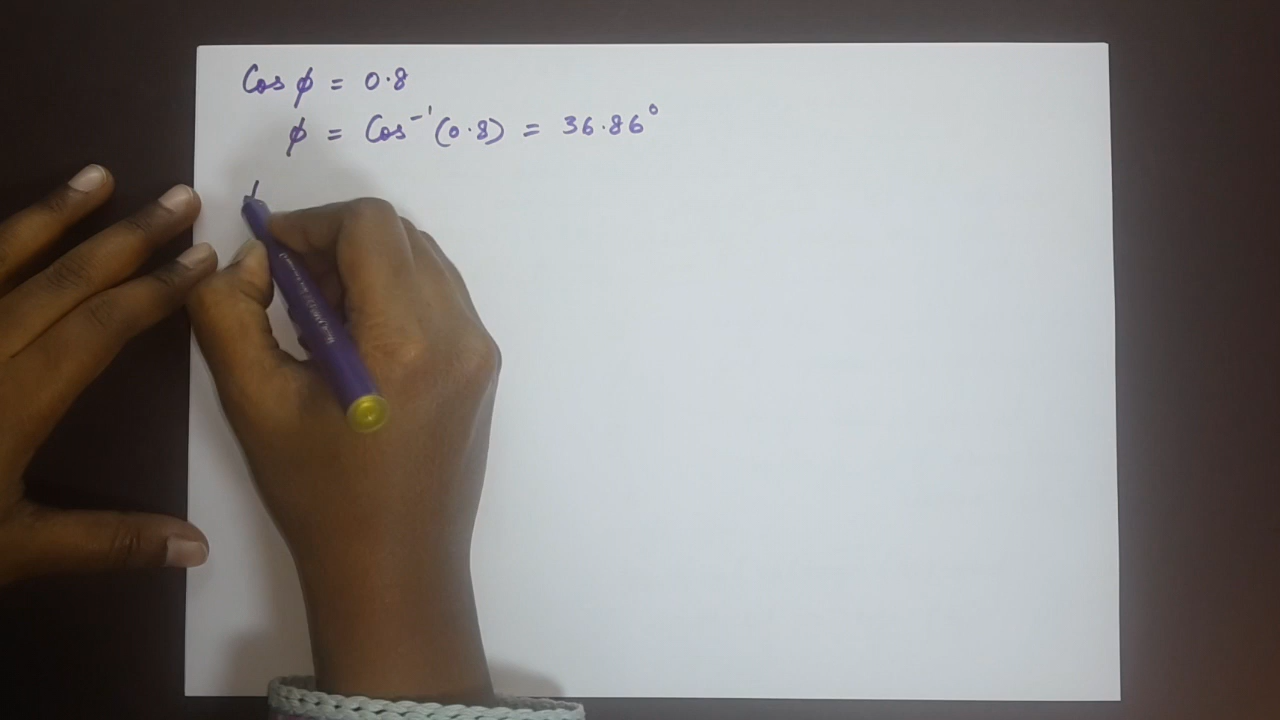 Cos φ = 0.8
φ = Cos⁻¹(0.8) = 36.86°